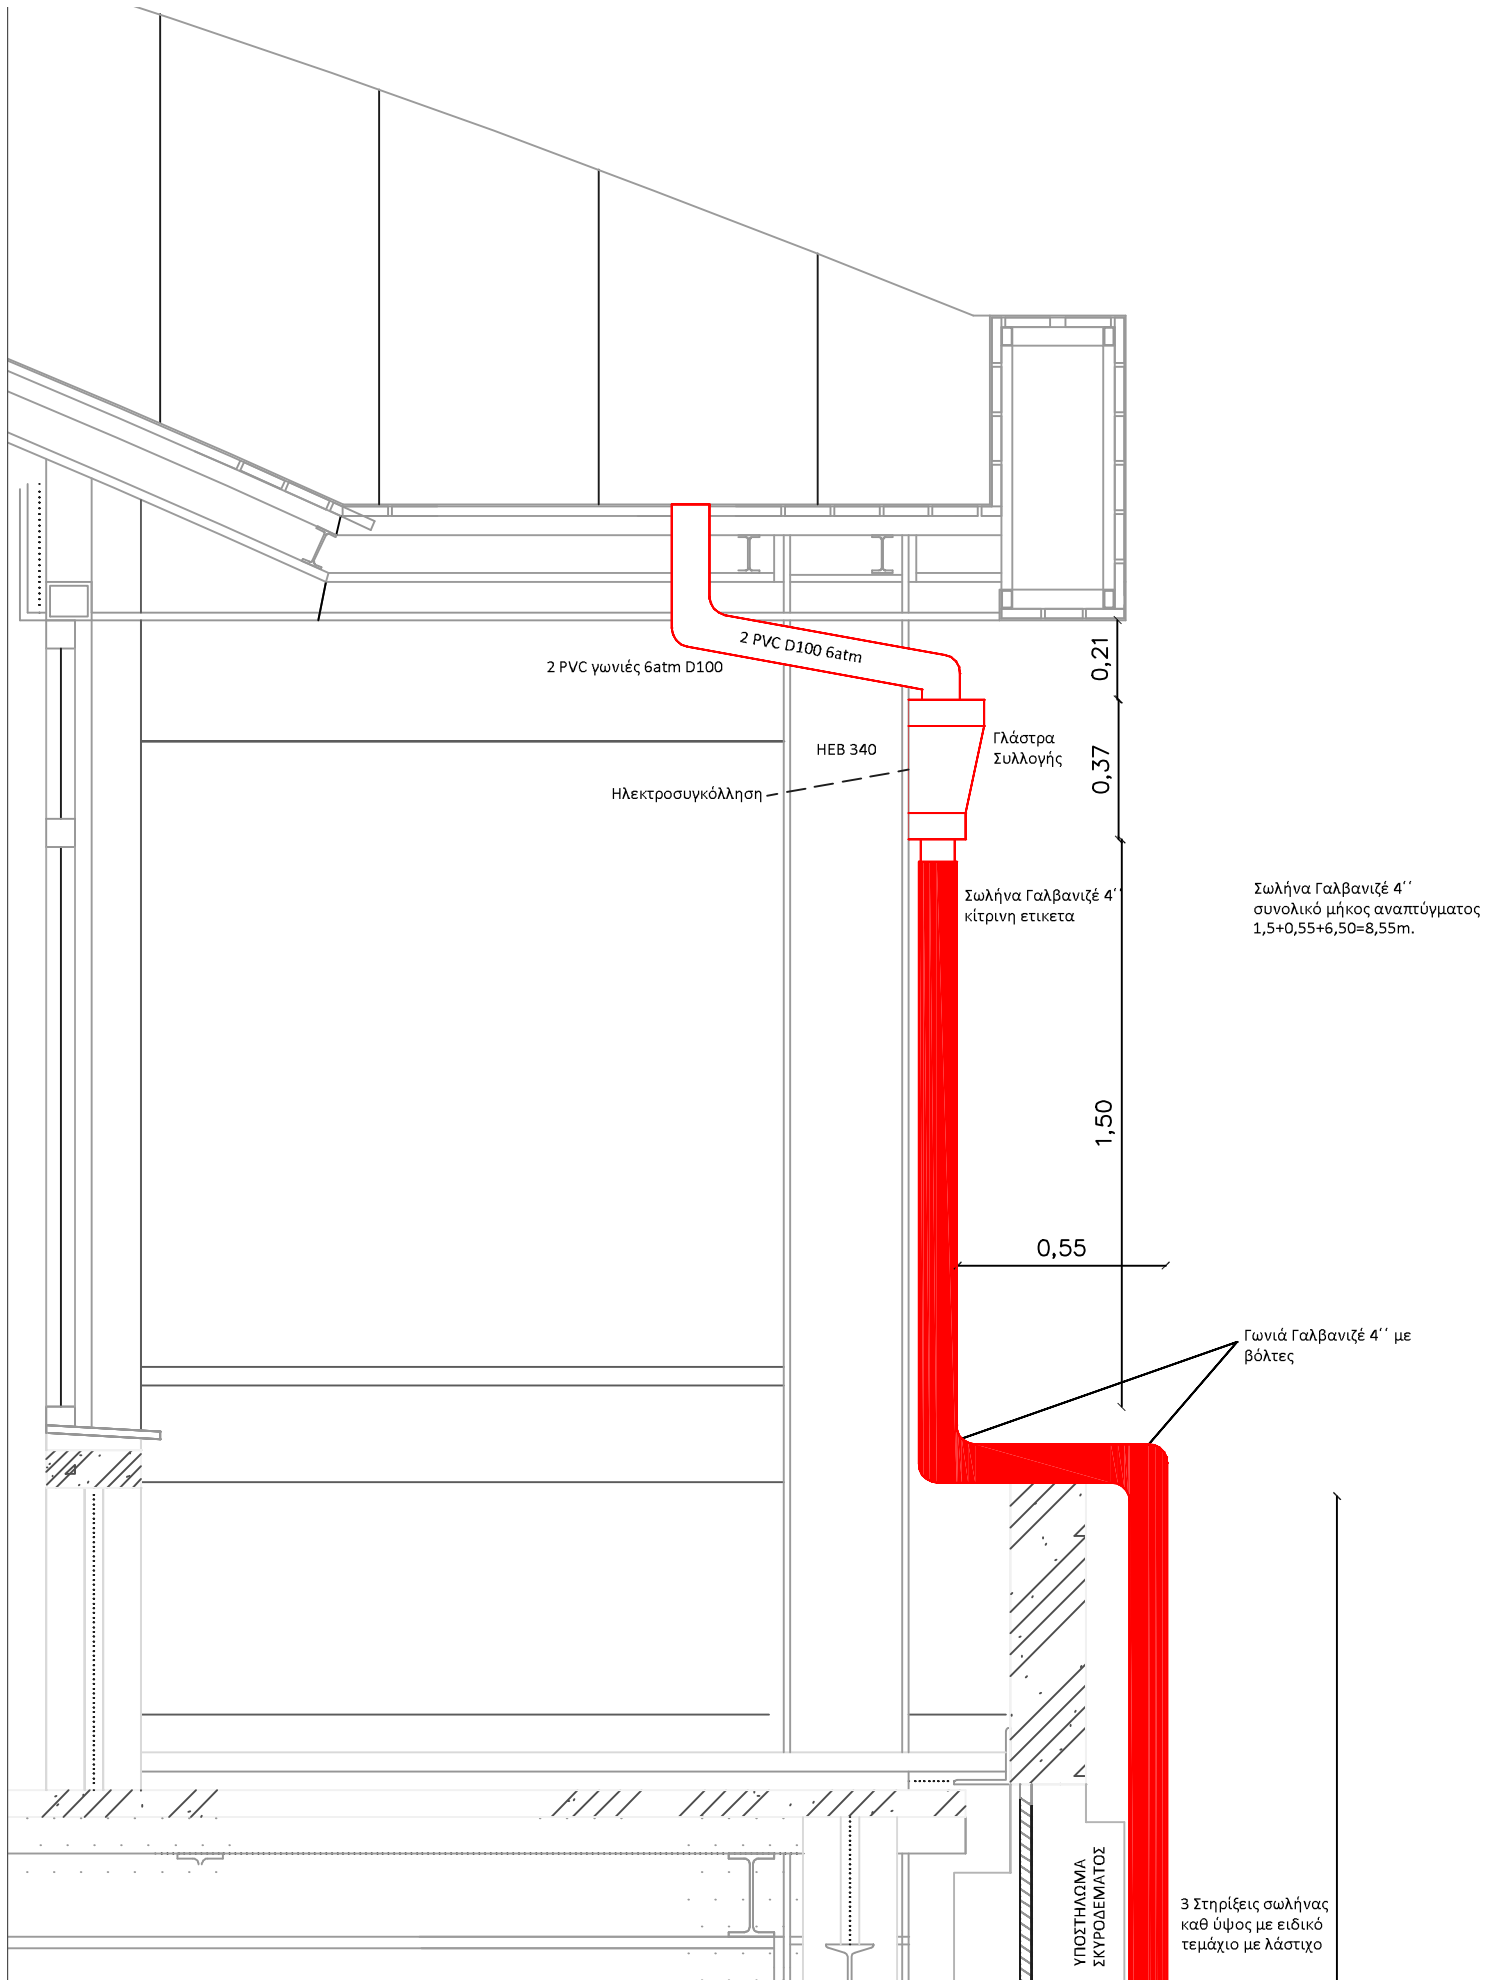 0,21
2 PVC D100 6atm
2 PVC γωνιές 6atm D100
Γλάστρα
Συλλογής
HEB 340
0,37
Ηλεκτροσυγκόλληση
Σωλήνα Γαλβανιζέ 4΄΄
κίτρινη ετικετα
Σωλήνα Γαλβανιζέ 4΄΄
συνολικό μήκος αναπτύγματος
1,5+0,55+6,50=8,55m.
1,50
0,55
Γωνιά Γαλβανιζέ 4΄΄ με
βόλτες
ΥΠΟΣΤΗΛΩΜΑ
ΣΚΥΡΟΔΕΜΑΤΟΣ
3 Στηρίξεις σωλήνας
καθ ύψος με ειδικό
τεμάχιο με λάστιχο